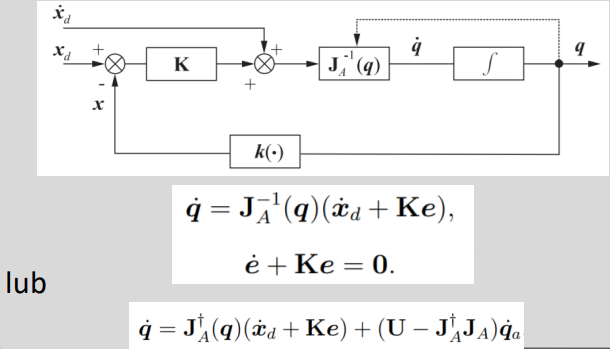 ẋ_d
x_d + K + J_A^{-1}(q) q̇ ∫ q
- +
x
k(·)
q̇ = J_A^{-1}(q)(ẋ_d + Ke),
ė + Ke = 0.
lub
q̇ = J_A^†(q)(ẋ_d + Ke) + (U − J_A^†J_A)q̇_a